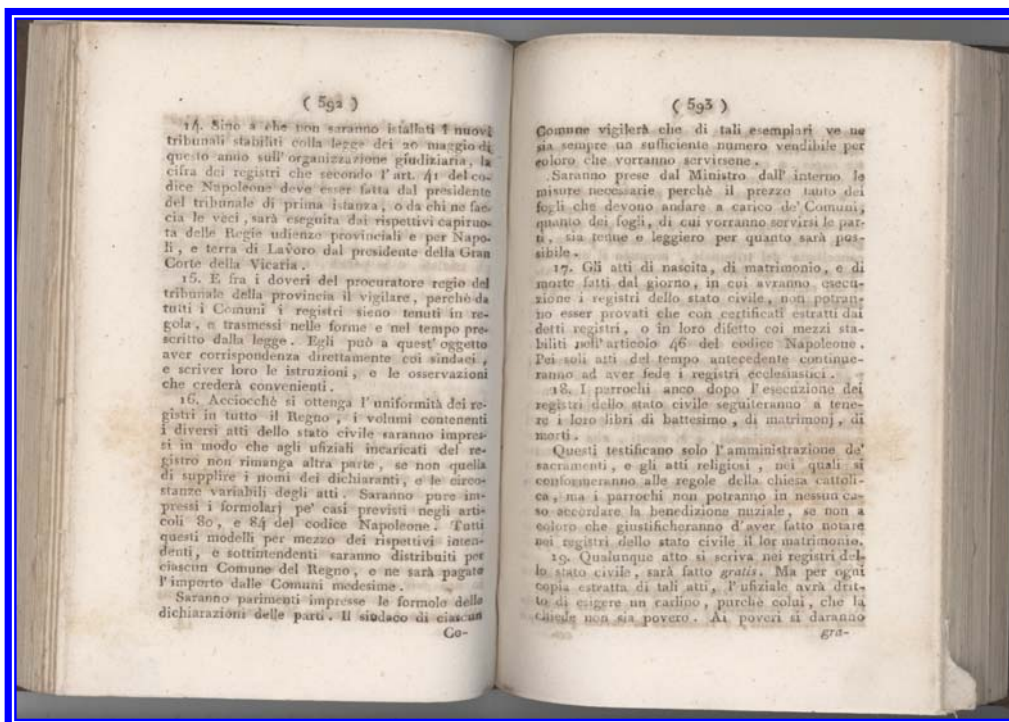 ( 592 )
14. Sino a che non saranno istallati i nuovi
tribunali stabiliti colla legge dei 20 maggio di
questo anno sull'organizzazione giudiziaria, la
cifra dei registri che secondo l'art. 41 del co-
dice Napoleone deve esser fatta dal presidente
del tribunale di prima istanza, o da chi ne fac-
cia le veci, sarà eseguita dai rispettivi capiruo-
ta delle Regie udienze provinciali e per Napo-
li, e terra di Lavoro dal presidente della Gran
Corte della Vicaria.
15. E fra i doveri del procuratore regio del
tribunale della provincia il vigilare, perchè da
tutti i Comuni i registri sieno tenuti in re-
gola, e trasmessi nelle forme e nel tempo pre-
scritto dalla legge. Egli può a quest'oggetto
aver corrispondenza direttamente coi sindaci,
e scriver loro le istruzioni, e le osservazioni
che crederà convenienti.
16. Acciocchè si ottenga l'uniformità dei re-
gistri in tutto il Regno, i volumi contenenti
i diversi atti dello stato civile saranno impres-
si in modo che agli ufiziali incaricati del re-
gistro non rimanga altra parte, se non quella
di supplire i nomi dei dichiaranti, e le circo-
stanze variabili degli atti. Saranno pure im-
pressi i formolarj pe' casi previsti negli arti-
coli 80, e 84 del codice Napoleone. Tutti
questi modelli per mezzo dei rispettivi inten-
denti, e sottintendenti saranno distribuiti per
ciascun Comune del Regno, e ne sarà pagato
l'importo dalle Comuni medesime.
Saranno parimenti impresse le formole delle
dichiarazioni delle parti. Il sindaco di ciascun
Co-
( 593 )
Comune vigilerà che di tali esemplari ve ne
sia sempre un sufficiente numero vendibile per
coloro che vorranno servirsene.
Saranno prese dal Ministro dall'interno le
misure necessarie perchè il prezzo tanto dei
fogli che devono andare a carico de' Comuni,
quanto dei fogli, di cui vorranno servirsi le par-
ti, sia tenue e leggiero per quanto sarà pos-
sibile.
17. Gli atti di nascita, di matrimonio, e di
morte fatti dal giorno, in cui avranno esecu-
zione i registri dello stato civile, non potran-
no esser provati che con certificati estratti dai
detti registri, o in loro difetto coi mezzi sta-
biliti nell'articolo 46 del codice Napoleone.
Pei soli atti del tempo antecedente continue-
ranno ad aver fede i registri ecclesiastici.
18. I parrochi anco dopo l'esecuzione dei
registri dello stato civile seguiteranno a tene-
re i loro libri di battesimo, di matrimonj, di
morti.
Questi testificano solo l'amministrazione de'
sacramenti, e gli atti religiosi, nei quali si
conformeranno alle regole della chiesa cattoli-
ca, ma i parrochi non potranno in nessun ca-
so accordare la benedizione nuziale, se non a
coloro che giustificheranno d'aver fatto notare
nei registri dello stato civile il lor matrimonio.
19. Qualunque atto si scriva nei registri del-
lo stato civile, sarà fatto gratis. Ma per ogni
copia estratta di tali atti, l'ufiziale avrà drit-
to di esigere un carlino, purchè colui, che la
chiede non sia povero. Ai poveri si daranno
gra-